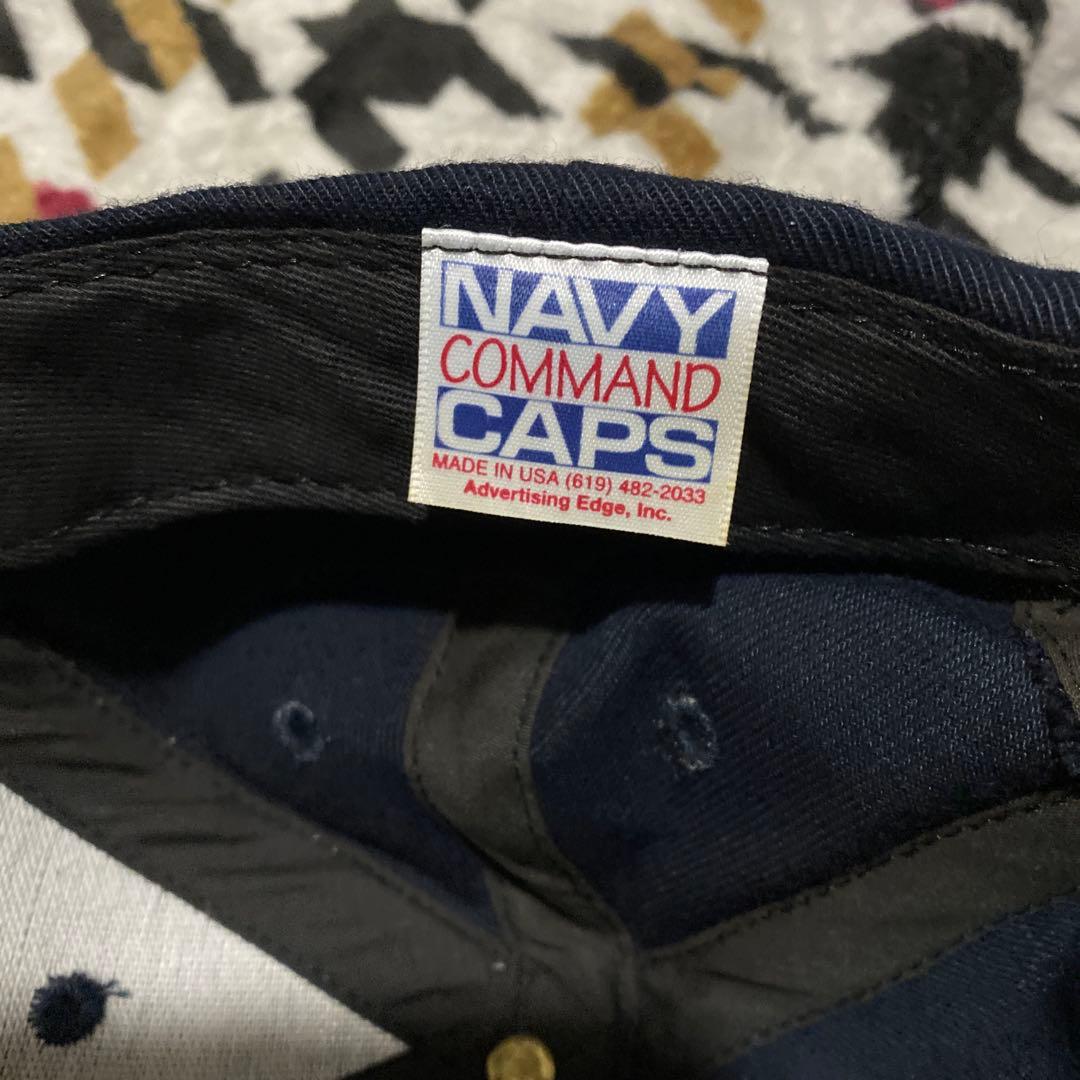 NAVY
COMMAND
CAPS
MADE IN USA (619) 482-2033
Advertising Edge, Inc.